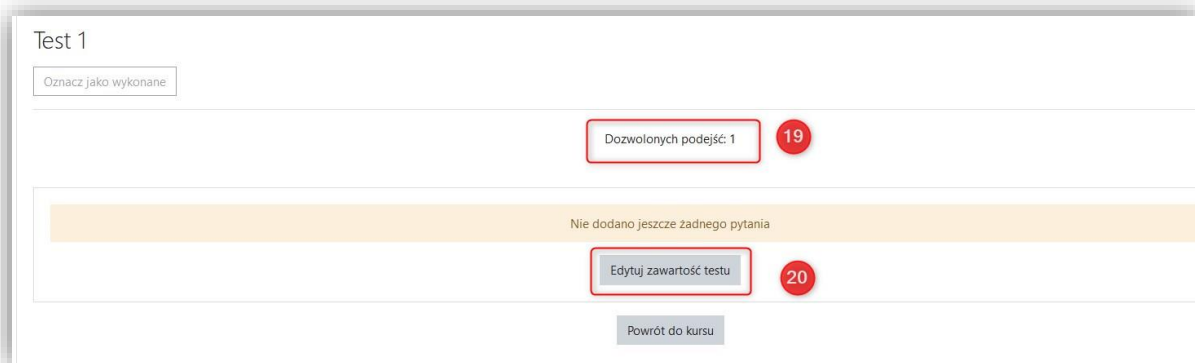 Test 1
Oznacz jako wykonane
Dozwolonych podejść: 1
19
Nie dodano jeszcze żadnego pytania
Edytuj zawartość testu
20
Powrót do kursu